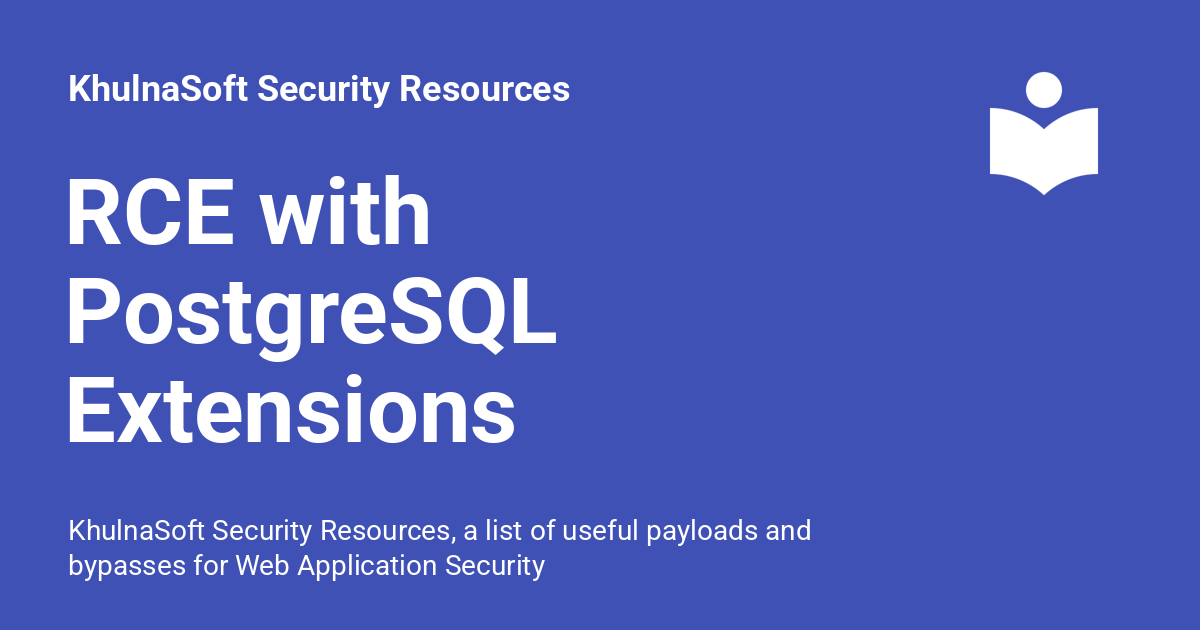 KhulnaSoft Security Resources
RCE with
PostgreSQL
Extensions
KhulnaSoft Security Resources, a list of useful payloads and
bypasses for Web Application Security